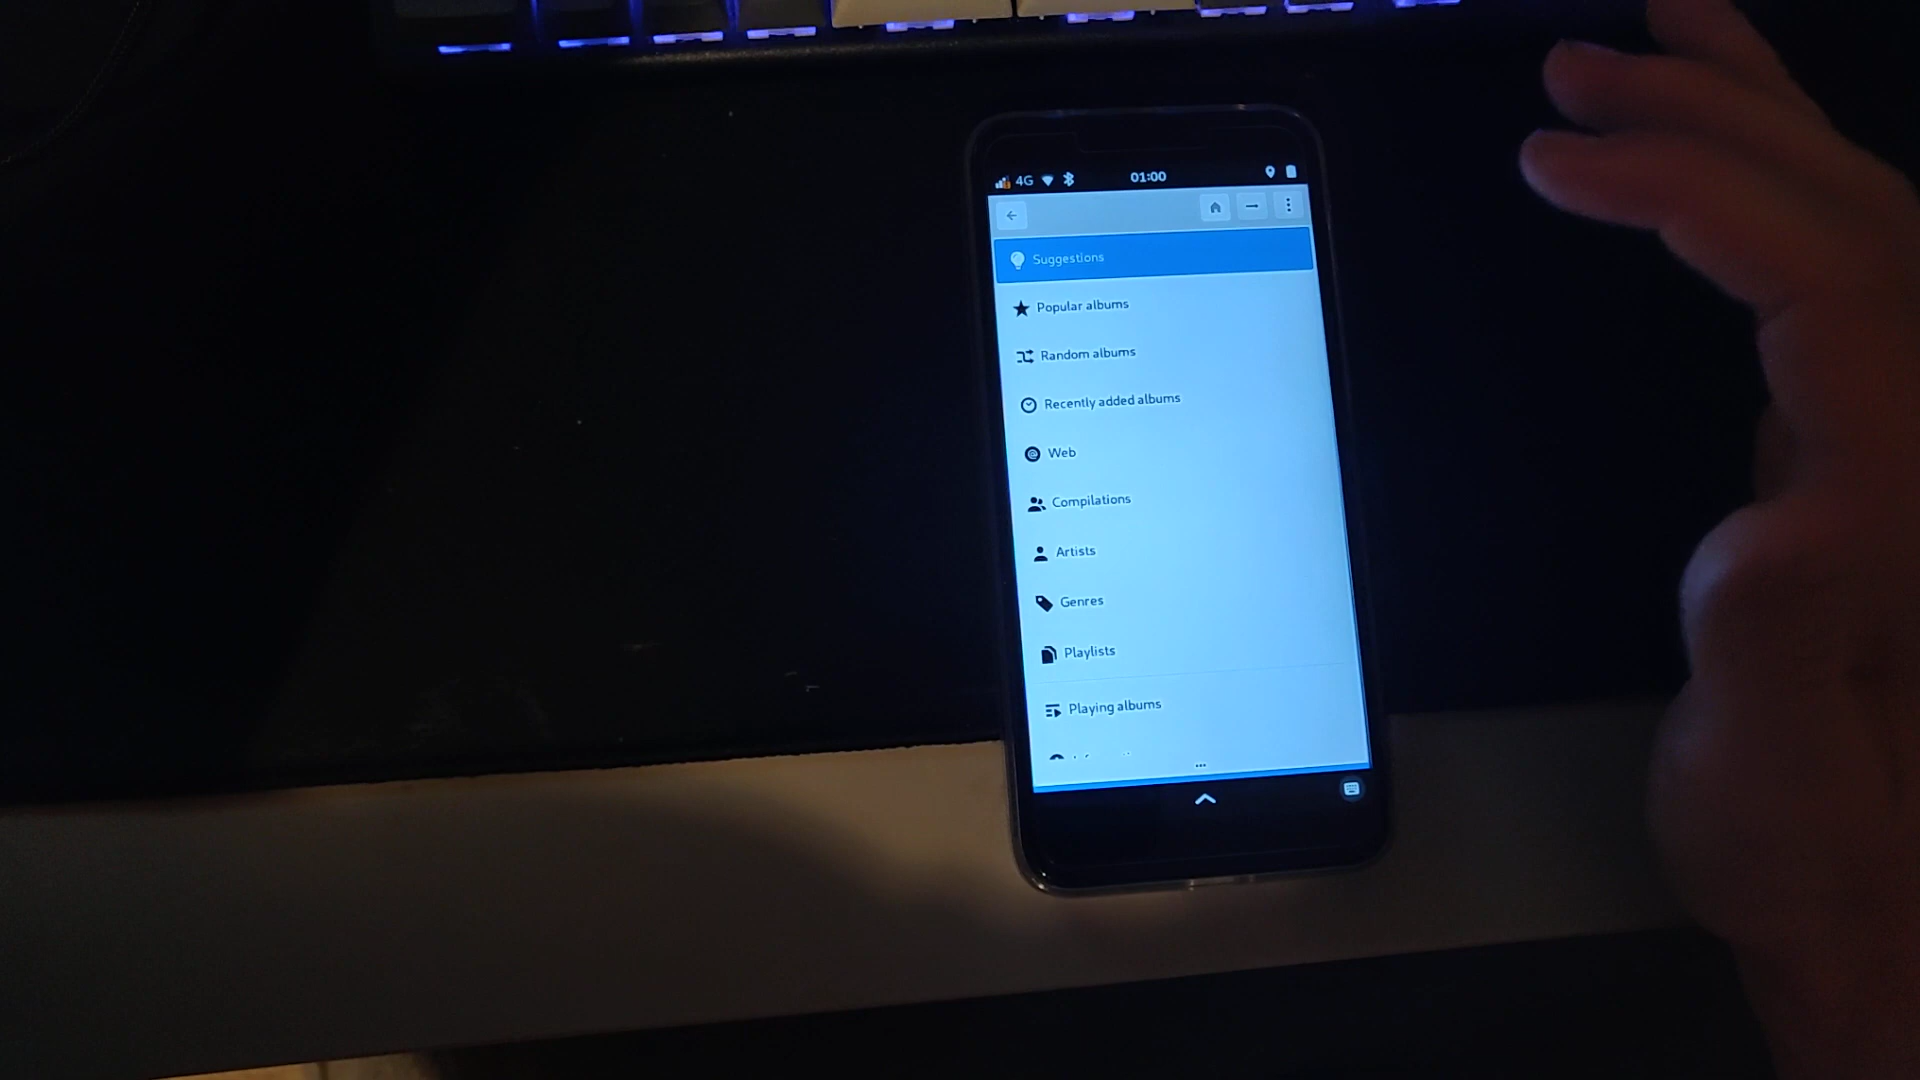 4G 01:00
Suggestions
Popular albums
Random albums
Recently added albums
Web
Compilations
Artists
Genres
Playlists
Playing albums